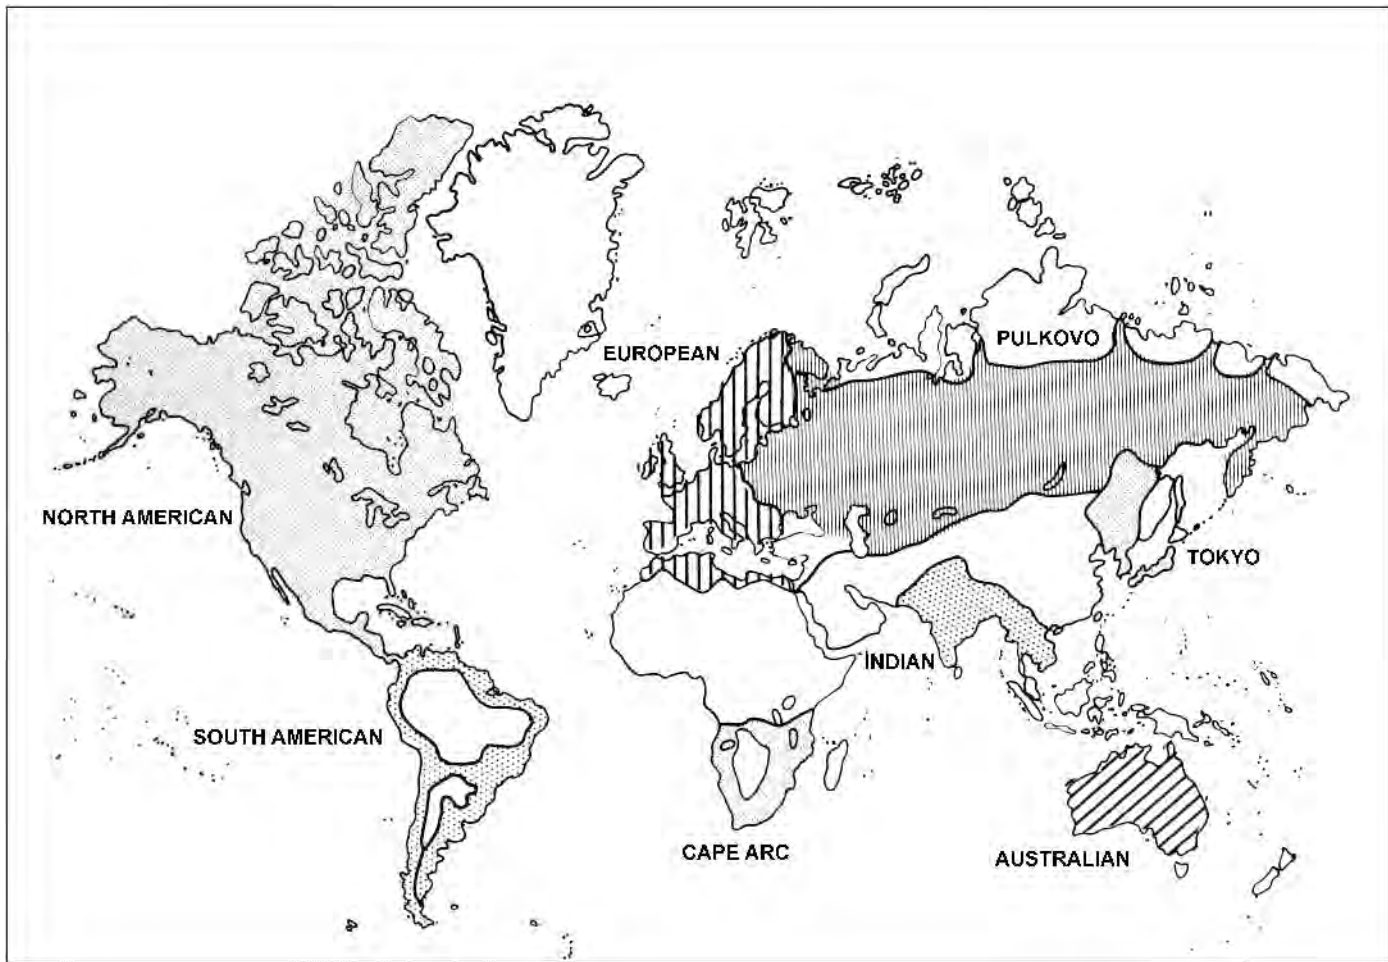 EUROPEAN
PULKOVO
NORTH AMERICAN
TOKYO
INDIAN
SOUTH AMERICAN
CAPE ARC
AUSTRALIAN